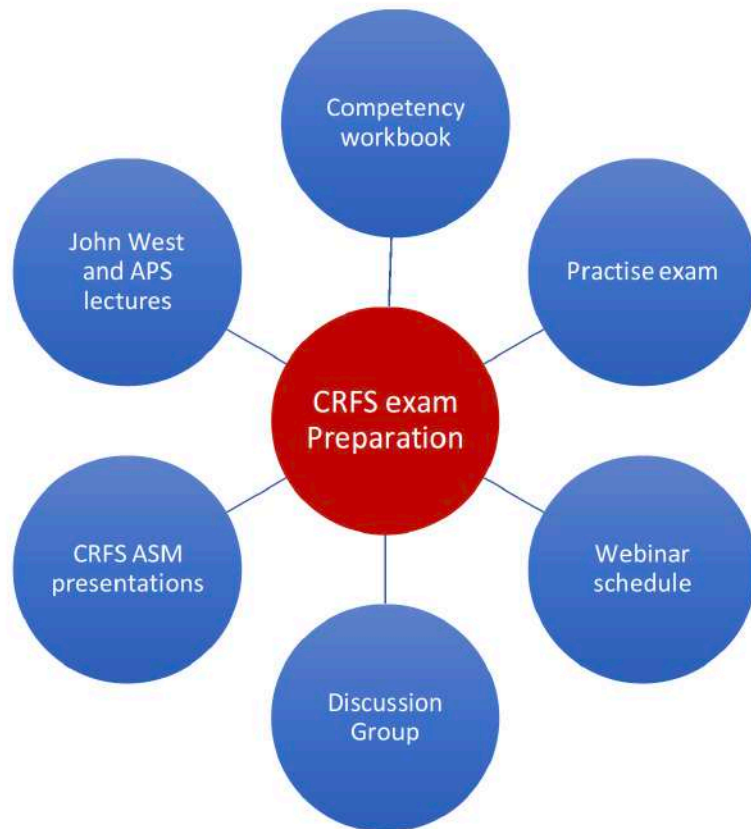 Competency
workbook
John West
and APS
lectures
Practise exam
CRFS exam
Preparation
CRFS ASM
presentations
Webinar
schedule
Discussion
Group